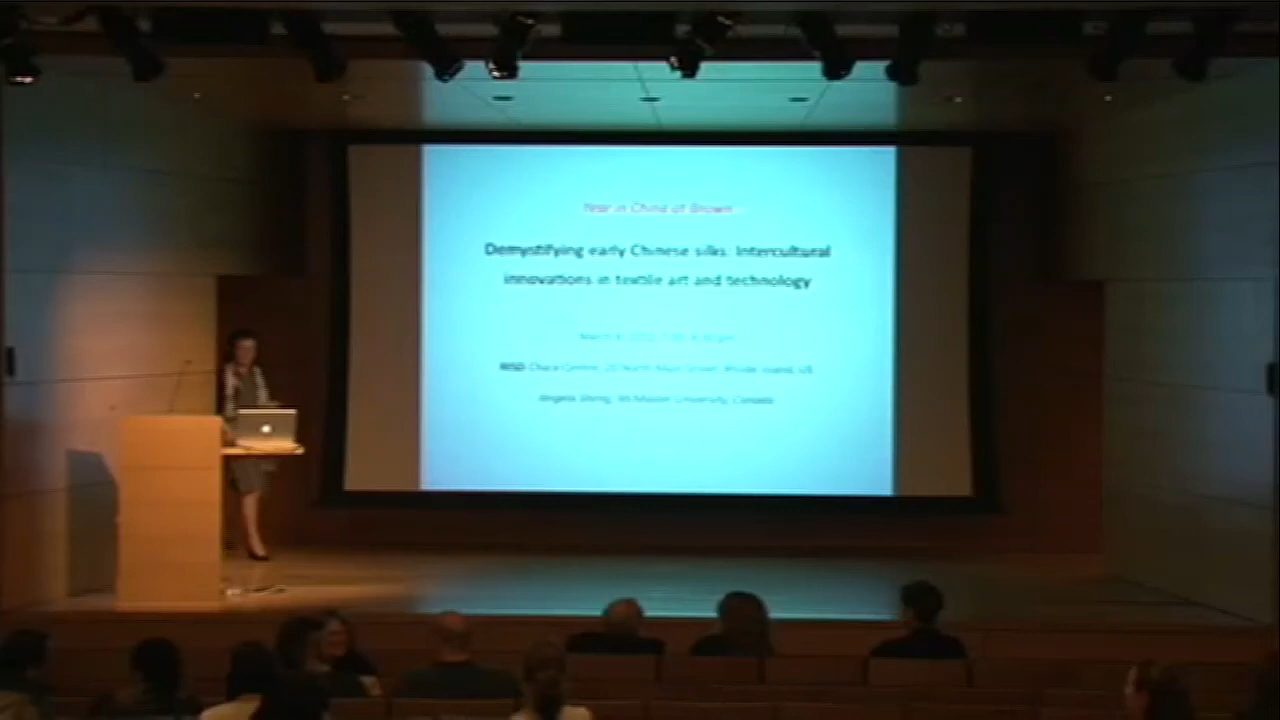 Year in China at Brown
Demystifying early Chinese silks: Intercultural
innovations in textile art and technology
March
RISD Chace Center, 20 North Main Street, Rhode Island, US
Angela Sheng, McMaster University, Canada